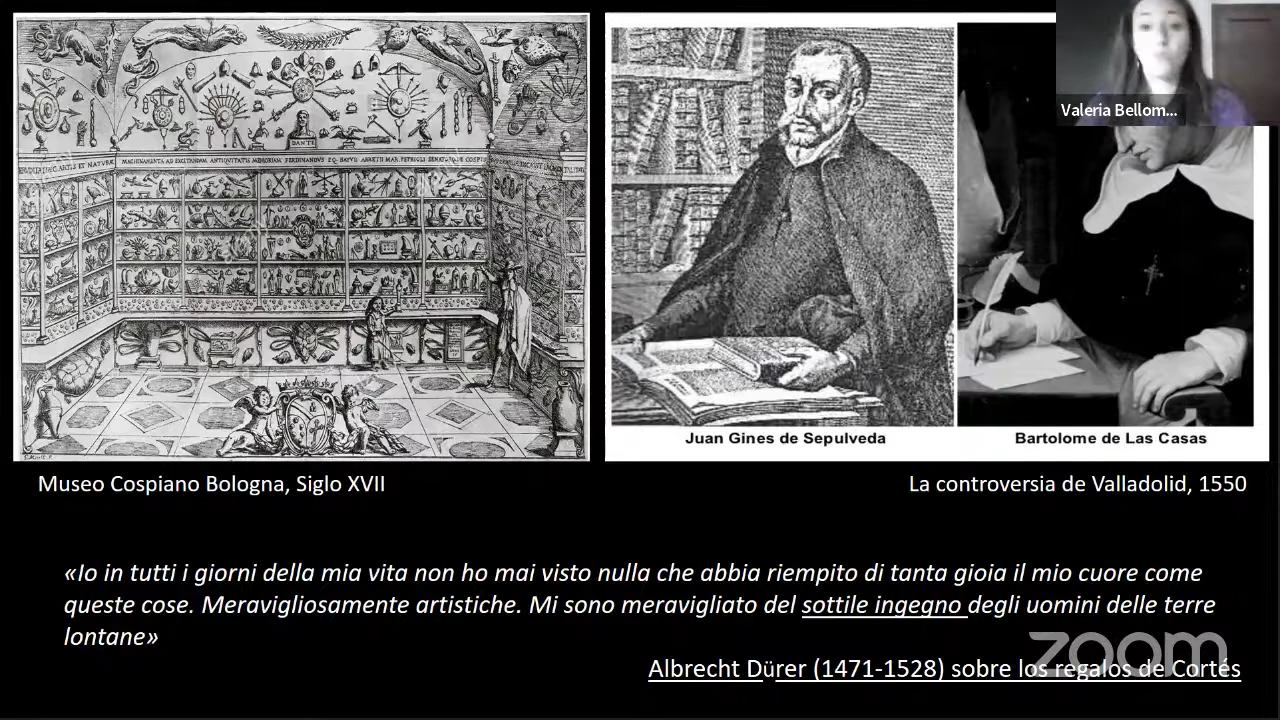 Valeria Bellom...
DANTE
Juan Gines de Sepulveda
Bartolome de Las Casas
Museo Cospiano Bologna, Siglo XVII
La controversia de Valladolid, 1550
«Io in tutti i giorni della mia vita non ho mai visto nulla che abbia riempito di tanta gioia il mio cuore come
queste cose. Meravigliosamente artistiche. Mi sono meravigliato del sottile ingegno degli uomini delle terre
lontane»
Albrecht Dürer (1471-1528) sobre los regalos de Cortés
zoom